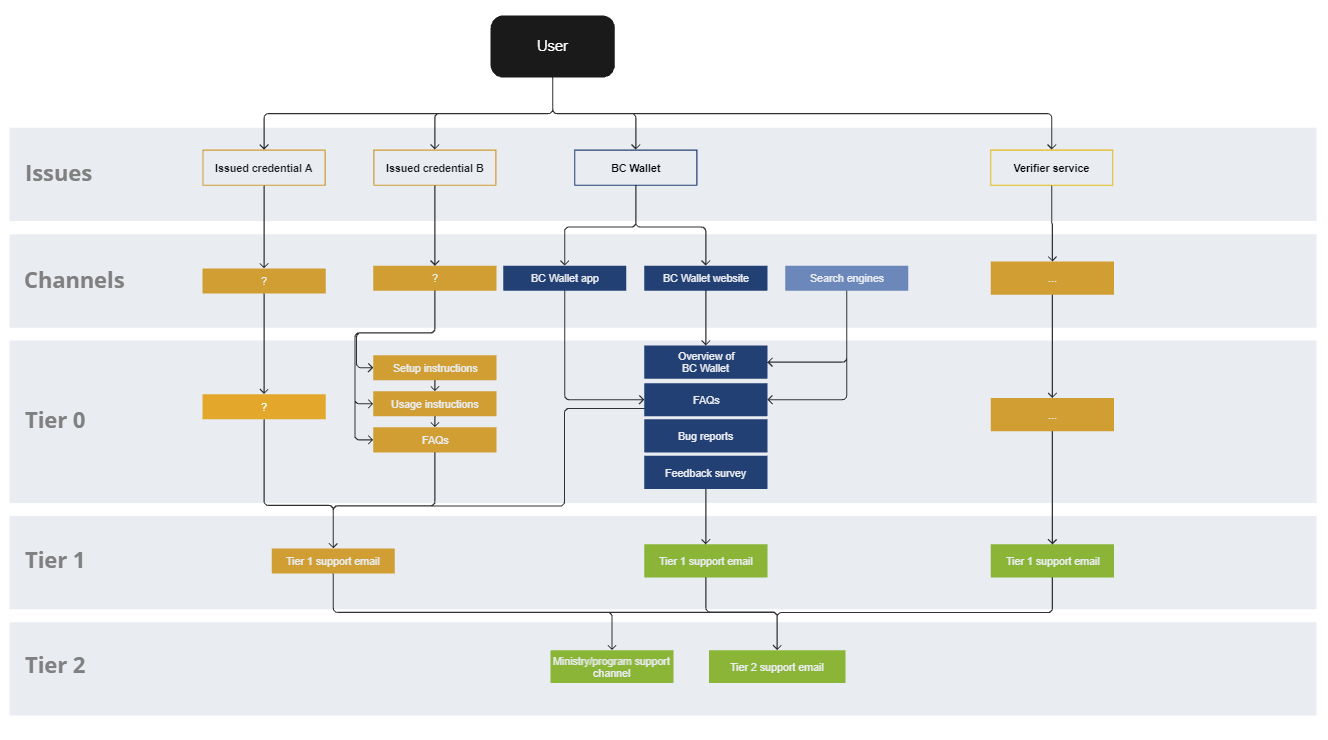 User
Issues
Issued credential A
Issued credential B
BC Wallet
Verifier service
Channels
?
?
BC Wallet app
BC Wallet website
Search engines
...
Tier 0
?
Setup instructions
Usage instructions
FAQs
Overview of
BC Wallet
FAQs
Bug reports
Feedback survey
...
Tier 1
Tier 1 support email
Tier 1 support email
Tier 1 support email
Tier 2
Ministry/program support
channel
Tier 2 support email